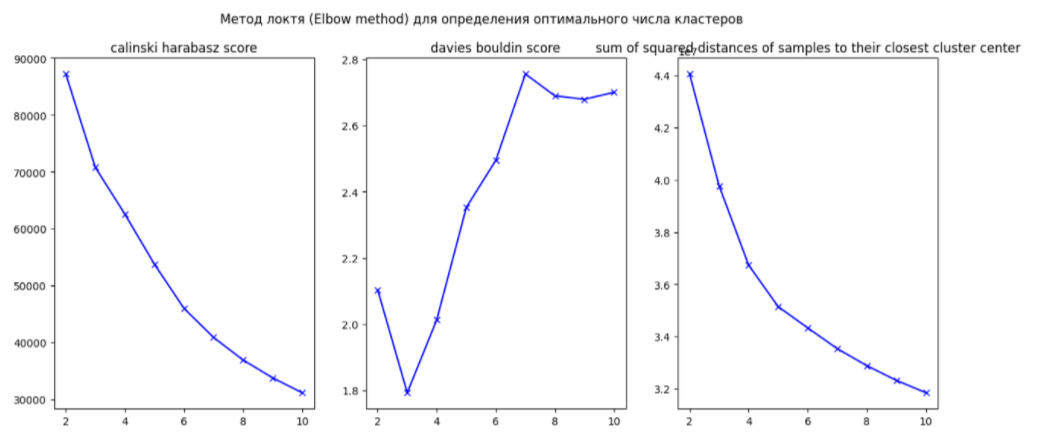 Метод локтя (Elbow method) для определения оптимального числа кластеров
calinski harabasz score
davies bouldin score
sum of squared distances of samples to their closest cluster center
90000
80000
70000
60000
50000
40000
30000
2 4 6 8 10
2.8
2.6
2.4
2.2
2.0
1.8
2 4 6 8 10
1e7
4.4
4.2
4.0
3.8
3.6
3.4
3.2
2 4 6 8 10